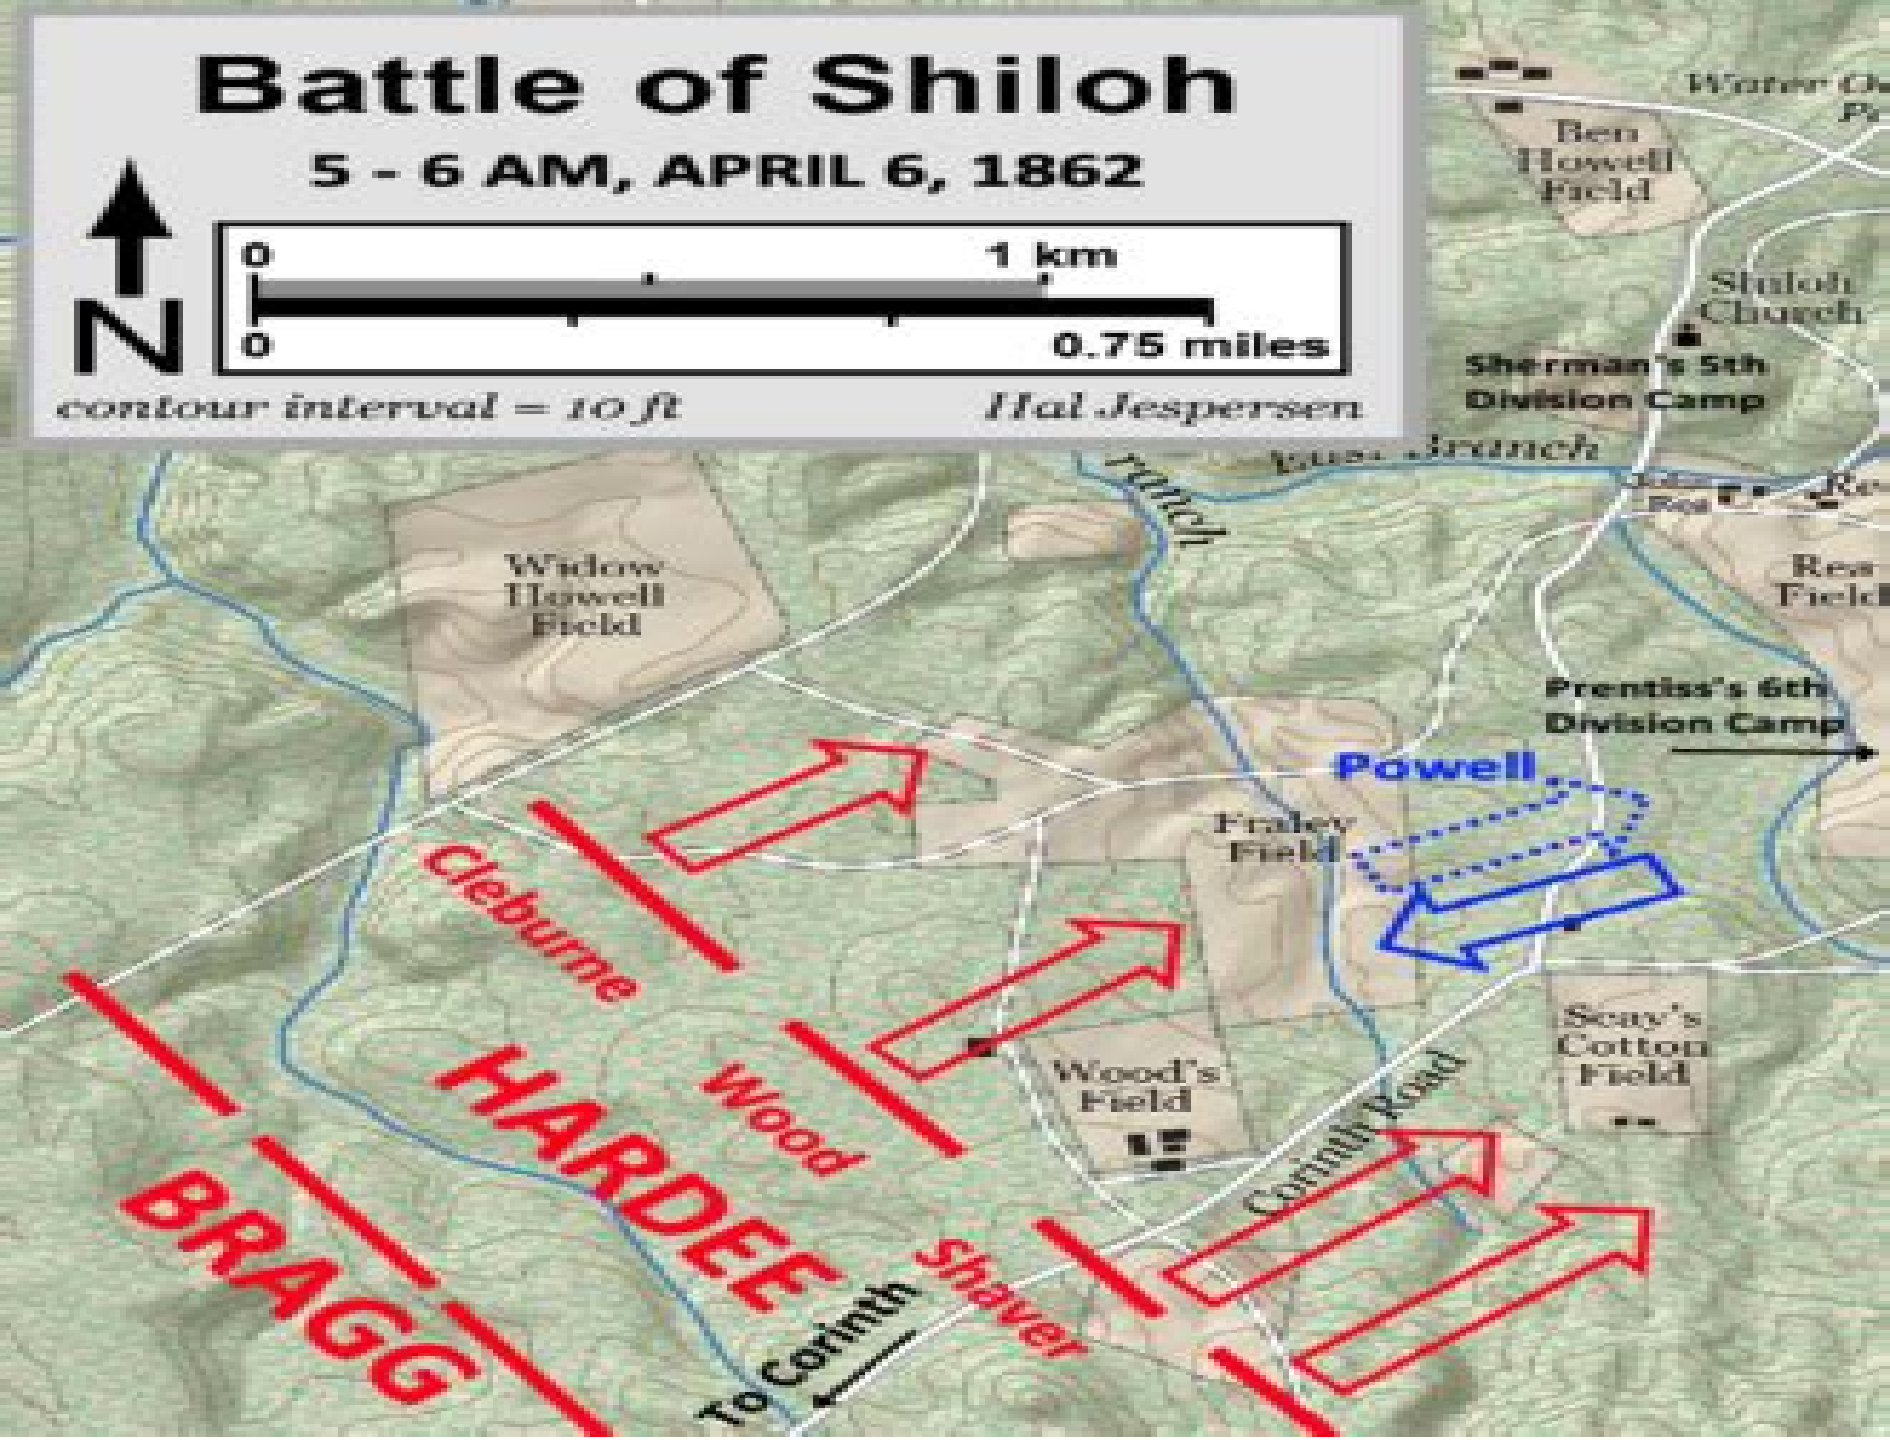 Battle of Shiloh
5 - 6 AM, APRIL 6, 1862
0
1 km
0
0.75 miles
N
contour interval = 10 ft
Hal Jespersen
Water
Ben
Howell
Field
Shiloh
Church
Sherman's 5th
Division Camp
Branch
ranch
Widow
Howell
Field
Rea
Field
Prentiss's 6th
Division Camp
Powell
Fraley
Field
Cleburne
HARDEE
Wood
Wood's
Field
Seay's
Cotton
Field
Corinth Road
BRAGG
Shaver
To Corinth